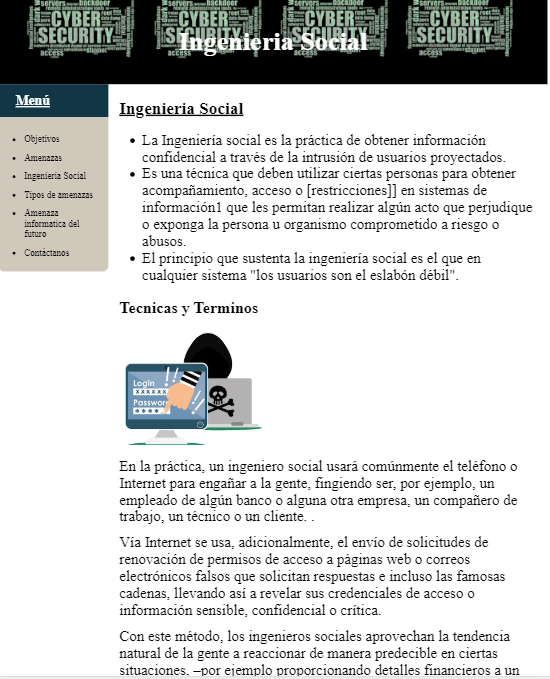 CYBER SECURITY CYBER SECURITY CYBER SECURITY CYBER SECURITY
Ingenieria Social
Menú
Objetivos
Amenazas
Ingenieria Social
Tipos de amenazas
Amenaza
informatica del
futuro
Contáctanos
Ingenieria Social
La Ingeniería social es la práctica de obtener información
confidencial a través de la intrusión de usuarios proyectados.
Es una técnica que deben utilizar ciertas personas para obtener
acompañamiento, acceso o [restricciones]] en sistemas de
información1 que les permitan realizar algún acto que perjudique
o exponga la persona u organismo comprometido a riesgo o
abusos.
El principio que sustenta la ingeniería social es el que en
cualquier sistema "los usuarios son el eslabón débil".
Tecnicas y Terminos
Login
XXXXXX
Password
En la práctica, un ingeniero social usará comúnmente el teléfono o
Internet para engañar a la gente, fingiendo ser, por ejemplo, un
empleado de algún banco o alguna otra empresa, un compañero de
trabajo, un técnico o un cliente. .
Vía Internet se usa, adicionalmente, el envío de solicitudes de
renovación de permisos de acceso a páginas web o correos
electrónicos falsos que solicitan respuestas e incluso las famosas
cadenas, llevando así a revelar sus credenciales de acceso o
información sensible, confidencial o crítica.
Con este método, los ingenieros sociales aprovechan la tendencia
natural de la gente a reaccionar de manera predecible en ciertas
situaciones, –por ejemplo proporcionando detalles financieros a un